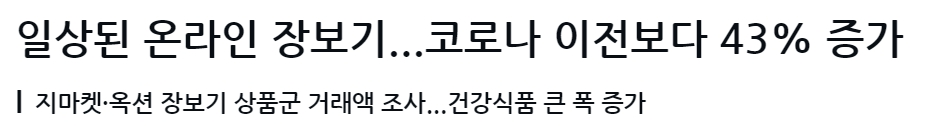 일상된 온라인 장보기...코로나 이전보다 43% 증가
지마켓·옥션 장보기 상품군 거래액 조사...건강식품 큰 폭 증가